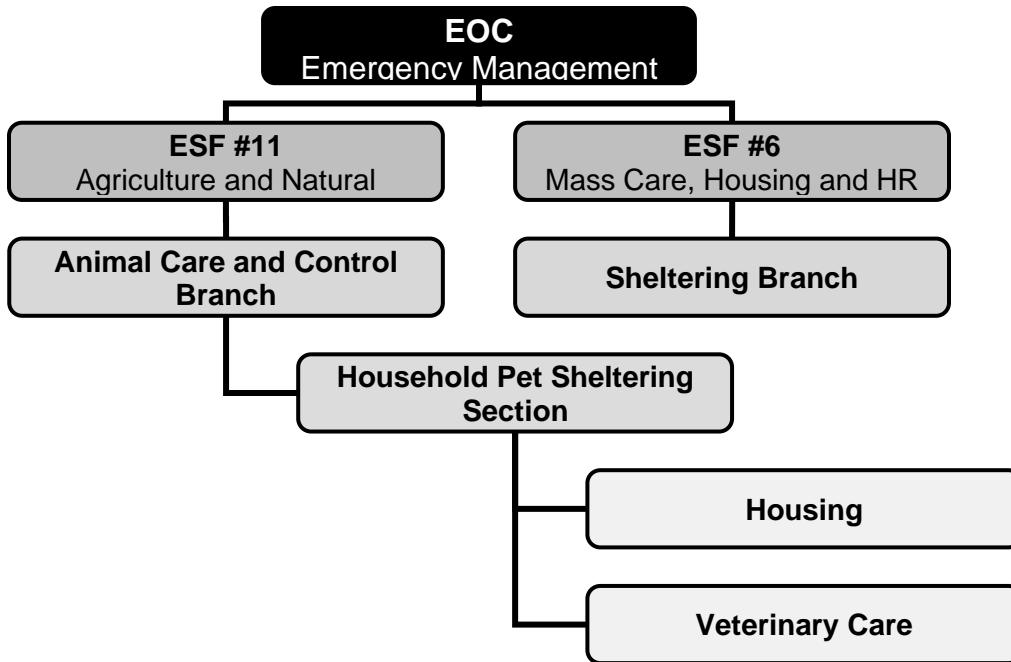 EOC
Emergency Management
ESF #11
Agriculture and Natural
ESF #6
Mass Care, Housing and HR
Animal Care and Control
Branch
Sheltering Branch
Household Pet Sheltering
Section
Housing
Veterinary Care